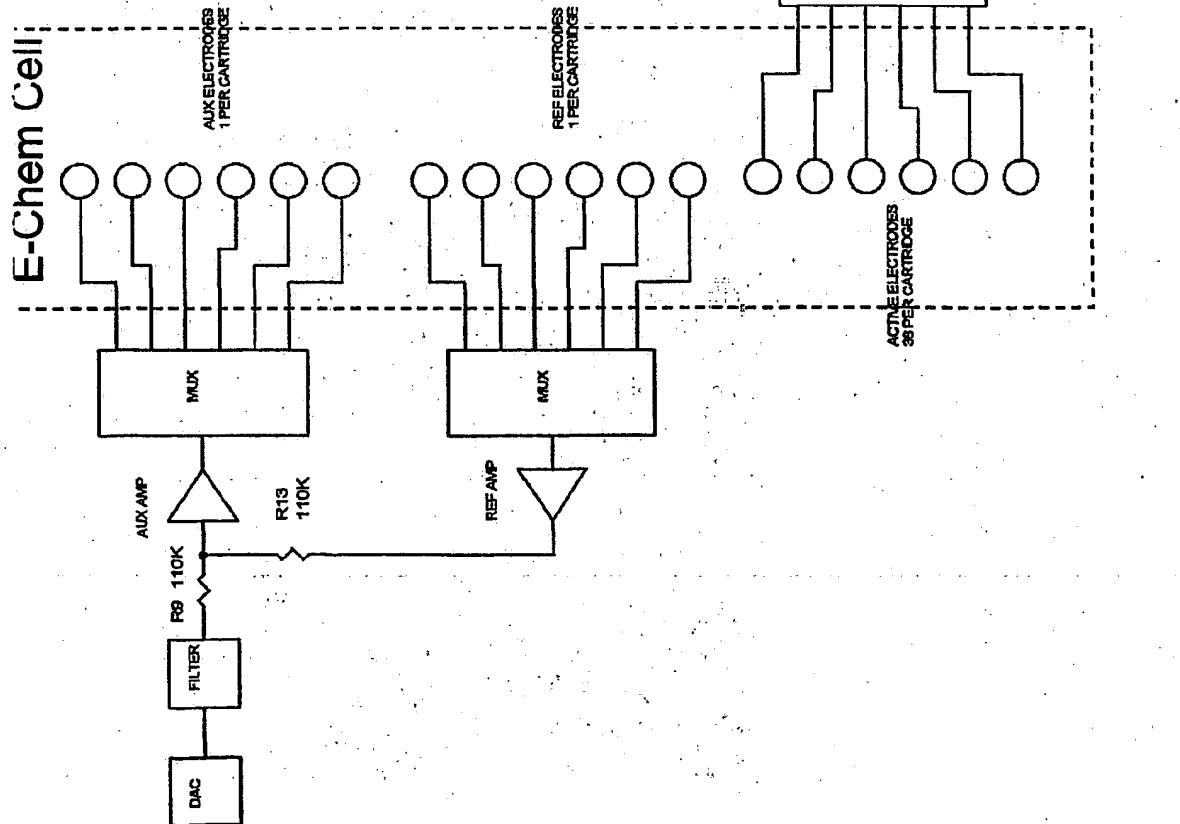 E-Chem Cell
AUX ELECTRODES
1 PER CARTRIDGE
REF ELECTRODES
1 PER CARTRIDGE
ACTIVE ELECTRODES
36 PER CARTRIDGE
MUX
MUX
AUX AMP
REF AMP
R13
110K
R9 110K
FILTER
DAC